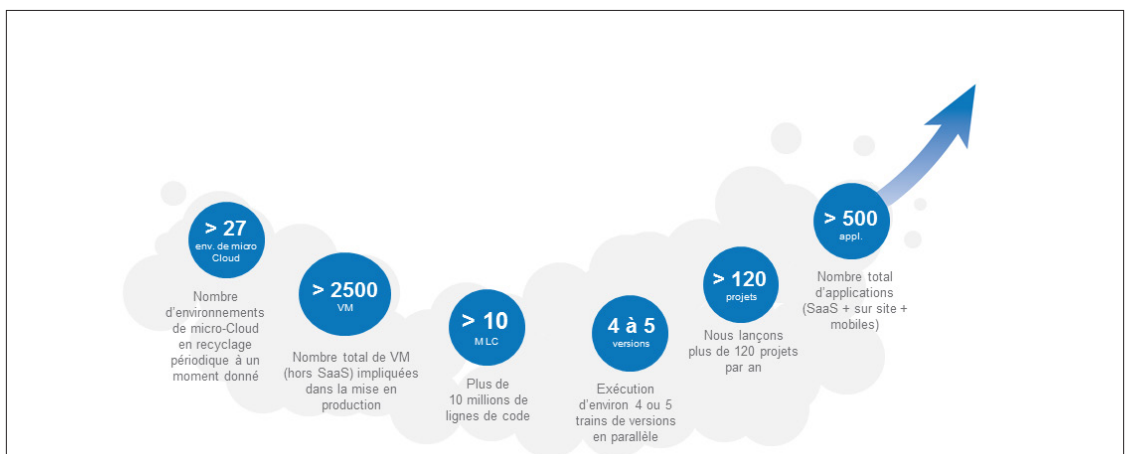 > 27
env. de micro
Cloud
Nombre
d'environnements
de micro-Cloud
en recyclage
périodique à un
moment donné
> 2500
VM
Nombre total de VM
(hors SaaS) impliquées
dans la mise en
production
> 10
MLC
Plus de
10 millions de
lignes de code
4 à 5
versions
Exécution
d'environ 4 ou 5
trains de versions
en parallèle
> 120
projets
Nous lançons
plus de 120 projets
par an
> 500
appl.
Nombre total
d'applications
(SaaS + sur site +
mobiles)